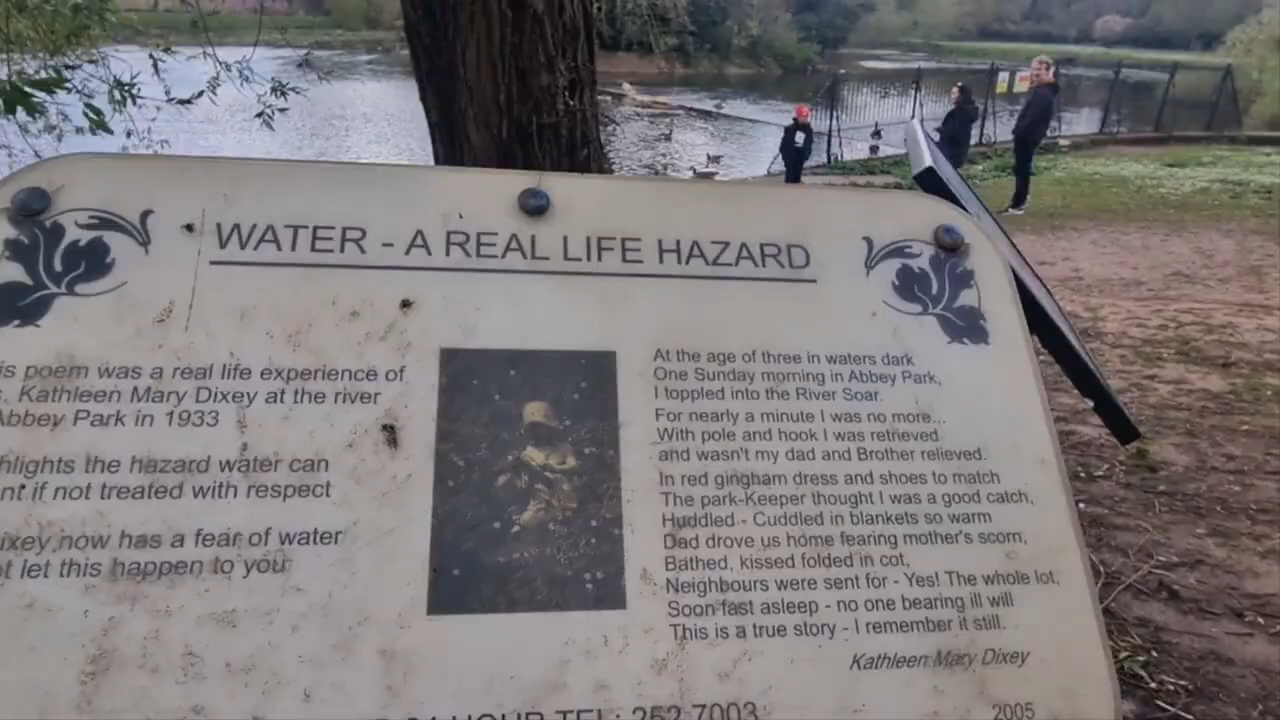 WATER - A REAL LIFE HAZARD
is poem was a real life experience of
. Kathleen Mary Dixey at the river
Abbey Park in 1933
hlights the hazard water can
nt if not treated with respect
ixey now has a fear of water
t let this happen to you
At the age of three in waters dark
One Sunday morning in Abbey Park,
I toppled into the River Soar.
For nearly a minute I was no more...
With pole and hook I was retrieved
and wasn't my dad and Brother relieved.
In red gingham dress and shoes to match
The park-Keeper thought I was a good catch,
Huddled - Cuddled in blankets so warm
Dad drove us home fearing mother's scorn,
Bathed, kissed folded in cot,
Neighbours were sent for - Yes! The whole lot,
Soon fast asleep - no one bearing ill will
This is a true story - I remember it still.
Kathleen Mary Dixey
24 HOUR TEL: 252 7003
2005